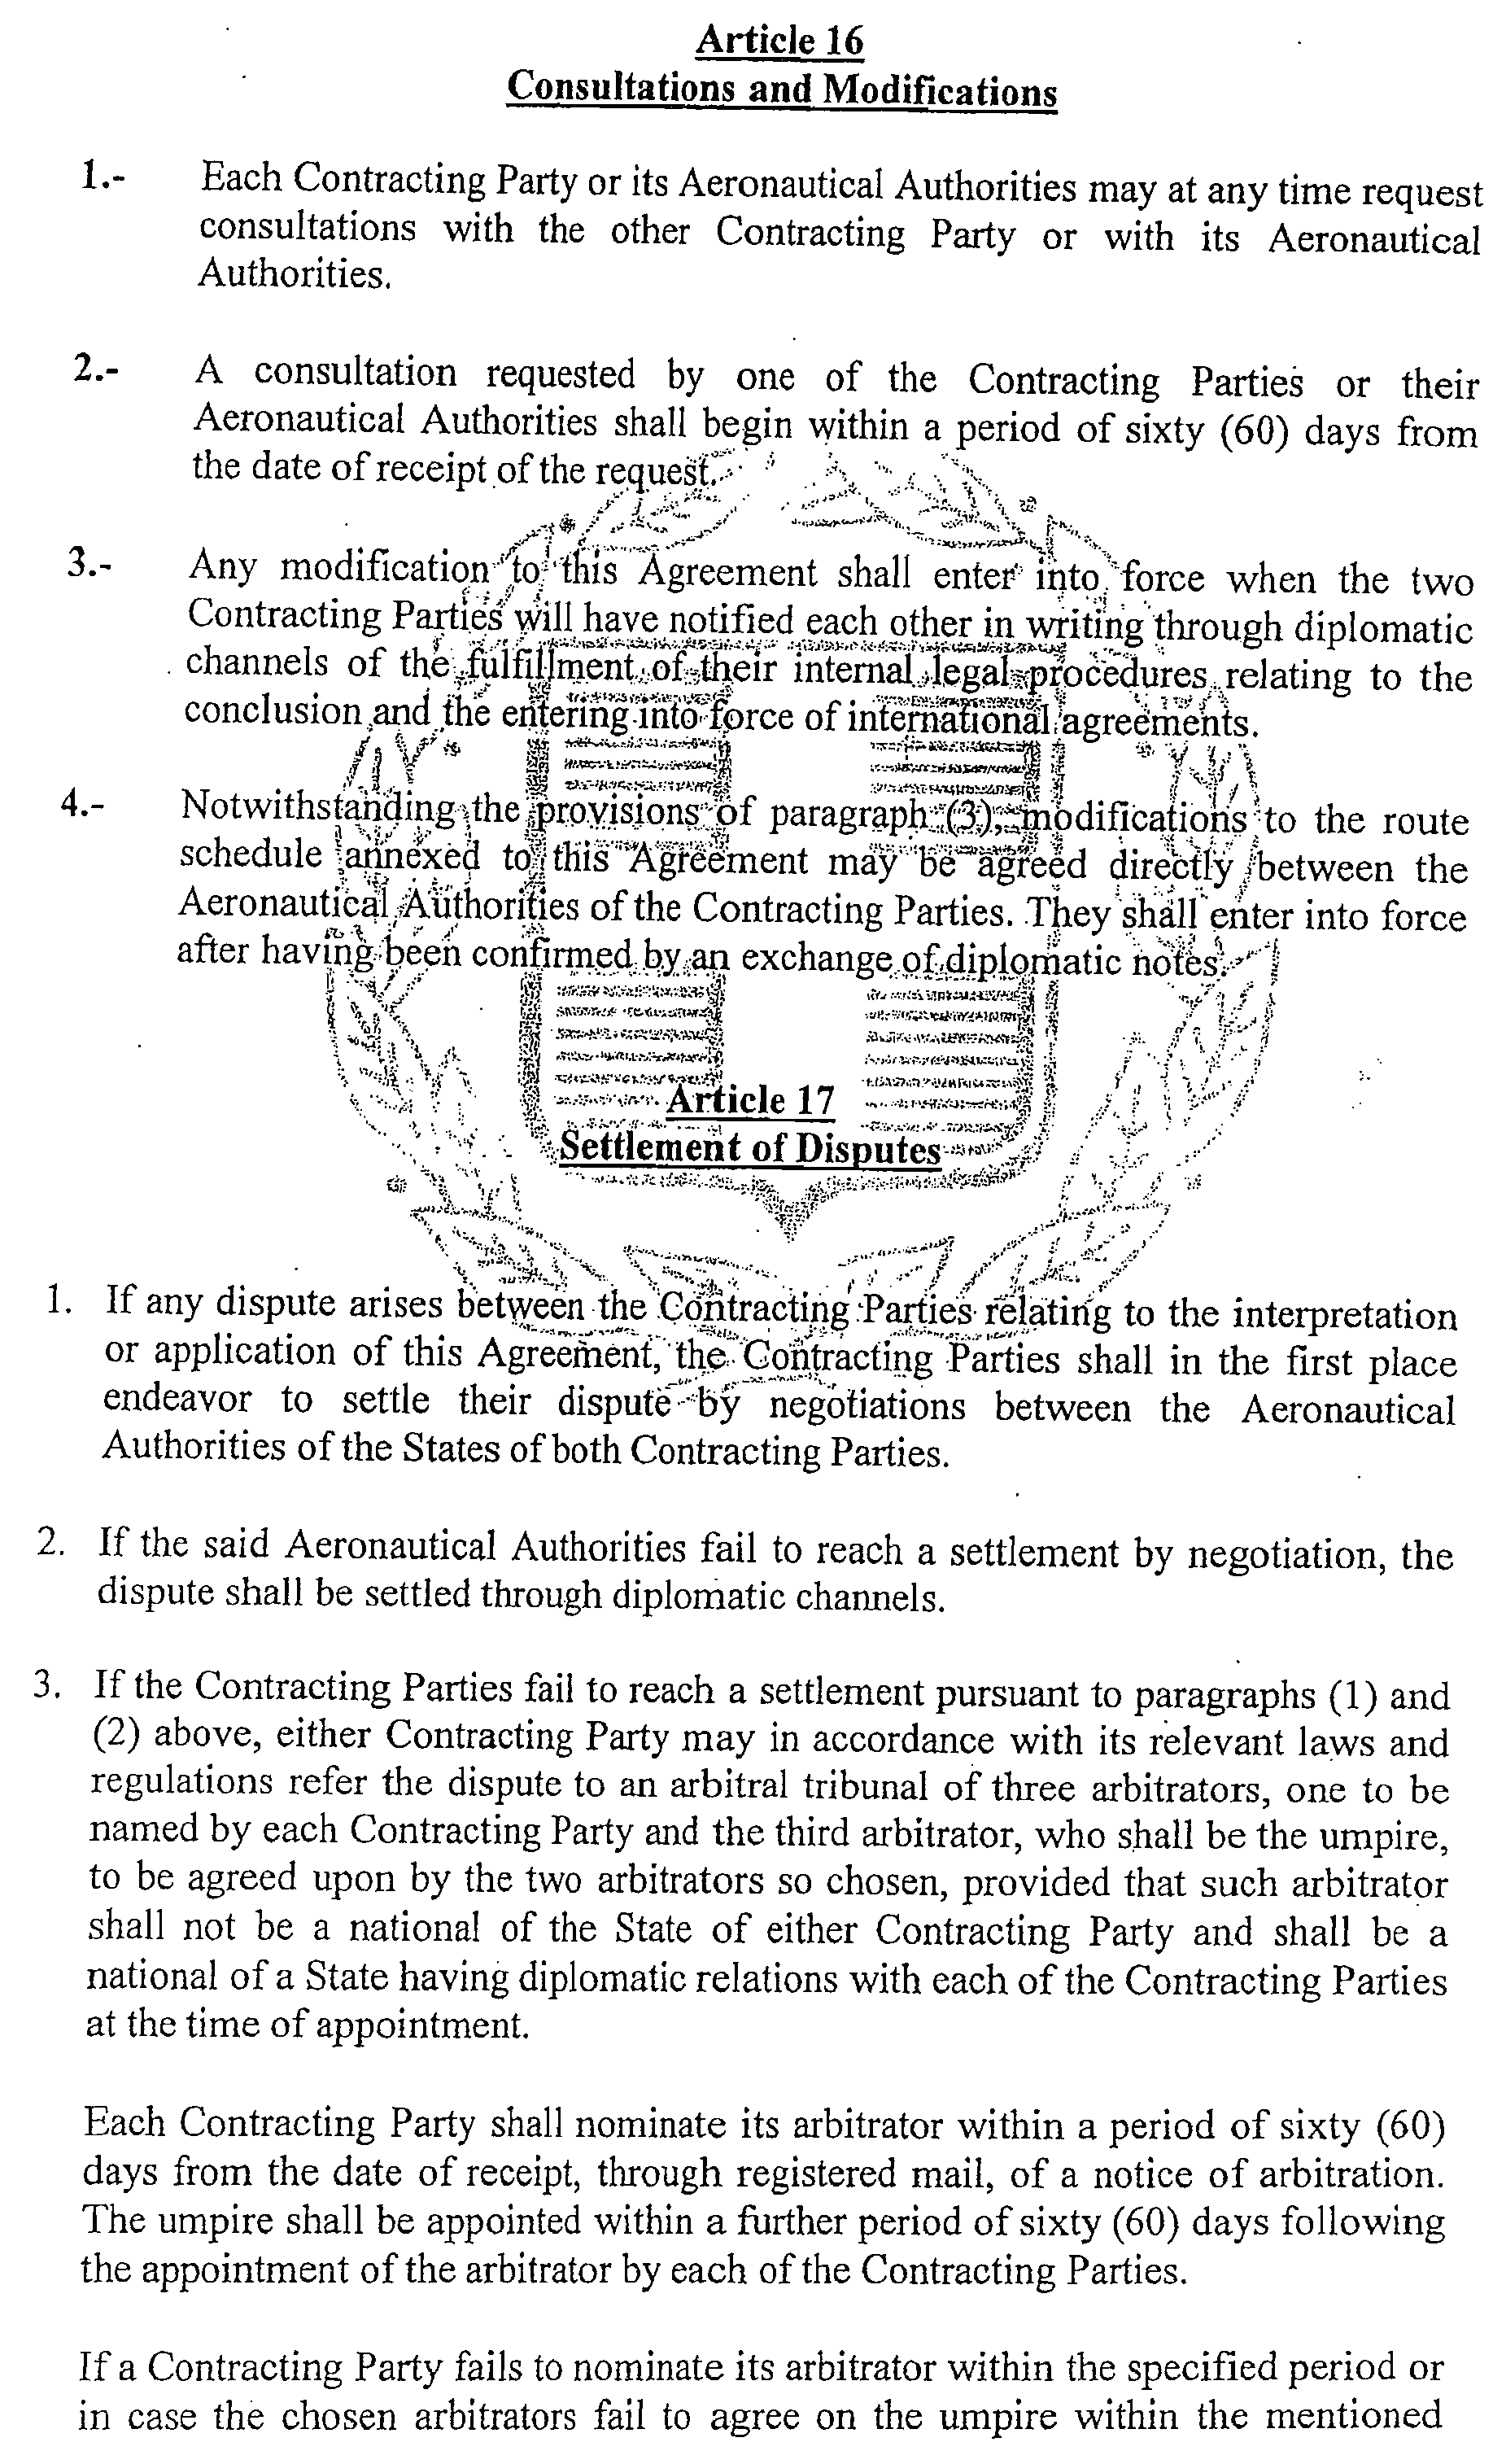 Article 16
Consultations and Modifications
1.- Each Contracting Party or its Aeronautical Authorities may at any time request
consultations with the other Contracting Party or with its Aeronautical
Authorities.
2.- A consultation requested by one of the Contracting Parties or their
Aeronautical Authorities shall begin within a period of sixty (60) days from
the date of receipt of the request.
3.- Any modification to this Agreement shall enter into force when the two
Contracting Parties will have notified each other in writing through diplomatic
channels of the fulfillment of their internal legal procedures relating to the
conclusion and the entering into force of international agreements.
4.- Notwithstanding the provisions of paragraph (3), modifications to the route
schedule annexed to this Agreement may be agreed directly between the
Aeronautical Authorities of the Contracting Parties. They shall enter into force
after having been confirmed by an exchange of diplomatic notes.
Article 17
Settlement of Disputes
1. If any dispute arises between the Contracting Parties relating to the interpretation
or application of this Agreement, the Contracting Parties shall in the first place
endeavor to settle their dispute by negotiations between the Aeronautical
Authorities of the States of both Contracting Parties.
2. If the said Aeronautical Authorities fail to reach a settlement by negotiation, the
dispute shall be settled through diplomatic channels.
3. If the Contracting Parties fail to reach a settlement pursuant to paragraphs (1) and
(2) above, either Contracting Party may in accordance with its relevant laws and
regulations refer the dispute to an arbitral tribunal of three arbitrators, one to be
named by each Contracting Party and the third arbitrator, who shall be the umpire,
to be agreed upon by the two arbitrators so chosen, provided that such arbitrator
shall not be a national of the State of either Contracting Party and shall be a
national of a State having diplomatic relations with each of the Contracting Parties
at the time of appointment.
Each Contracting Party shall nominate its arbitrator within a period of sixty (60)
days from the date of receipt, through registered mail, of a notice of arbitration.
The umpire shall be appointed within a further period of sixty (60) days following
the appointment of the arbitrator by each of the Contracting Parties.
If a Contracting Party fails to nominate its arbitrator within the specified period or
in case the chosen arbitrators fail to agree on the umpire within the mentioned